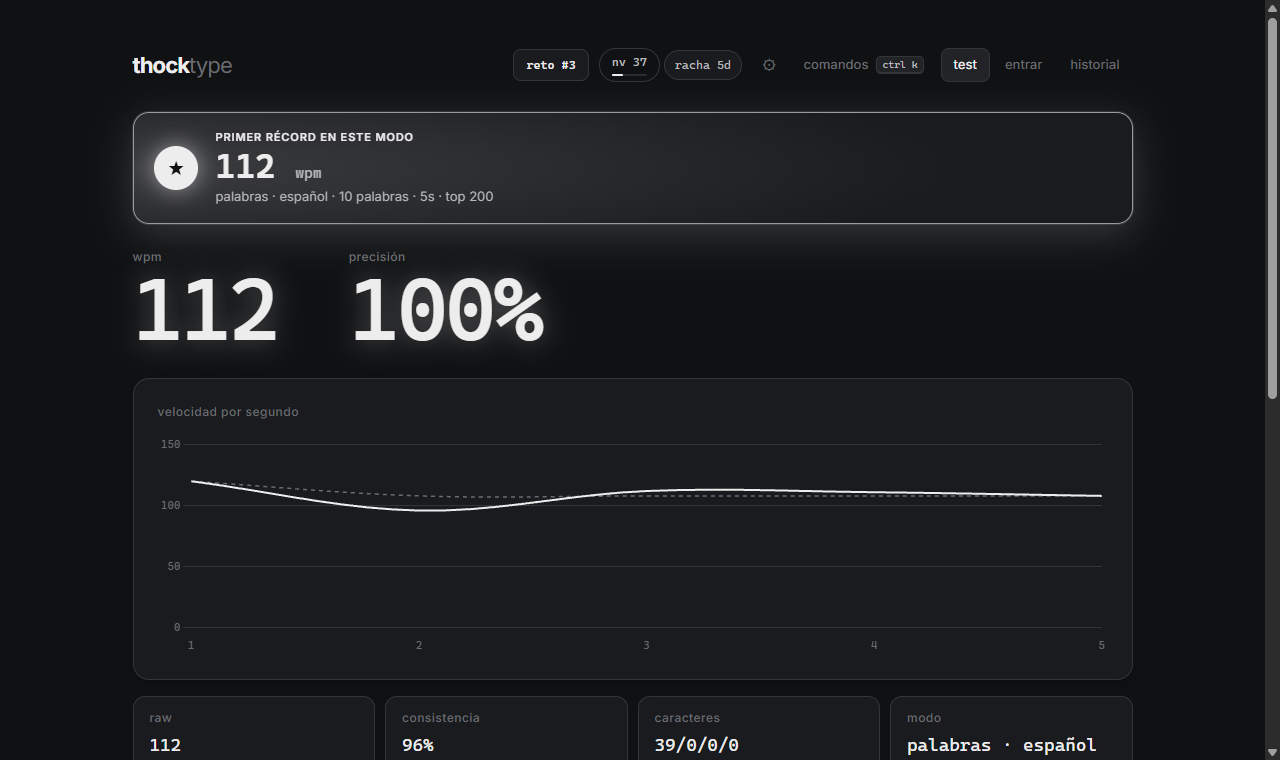 thocktype
reto #3
nv 37
racha 5d
comandos ctrl k
test
entrar
historial
PRIMER RÉCORD EN ESTE MODO
112 wpm
palabras · español · 10 palabras · 5s · top 200
wpm
112
precisión
100%
velocidad por segundo
150
100
50
0
1 2 3 4 5
raw
112
consistencia
96%
caracteres
39/0/0/0
modo
palabras · español